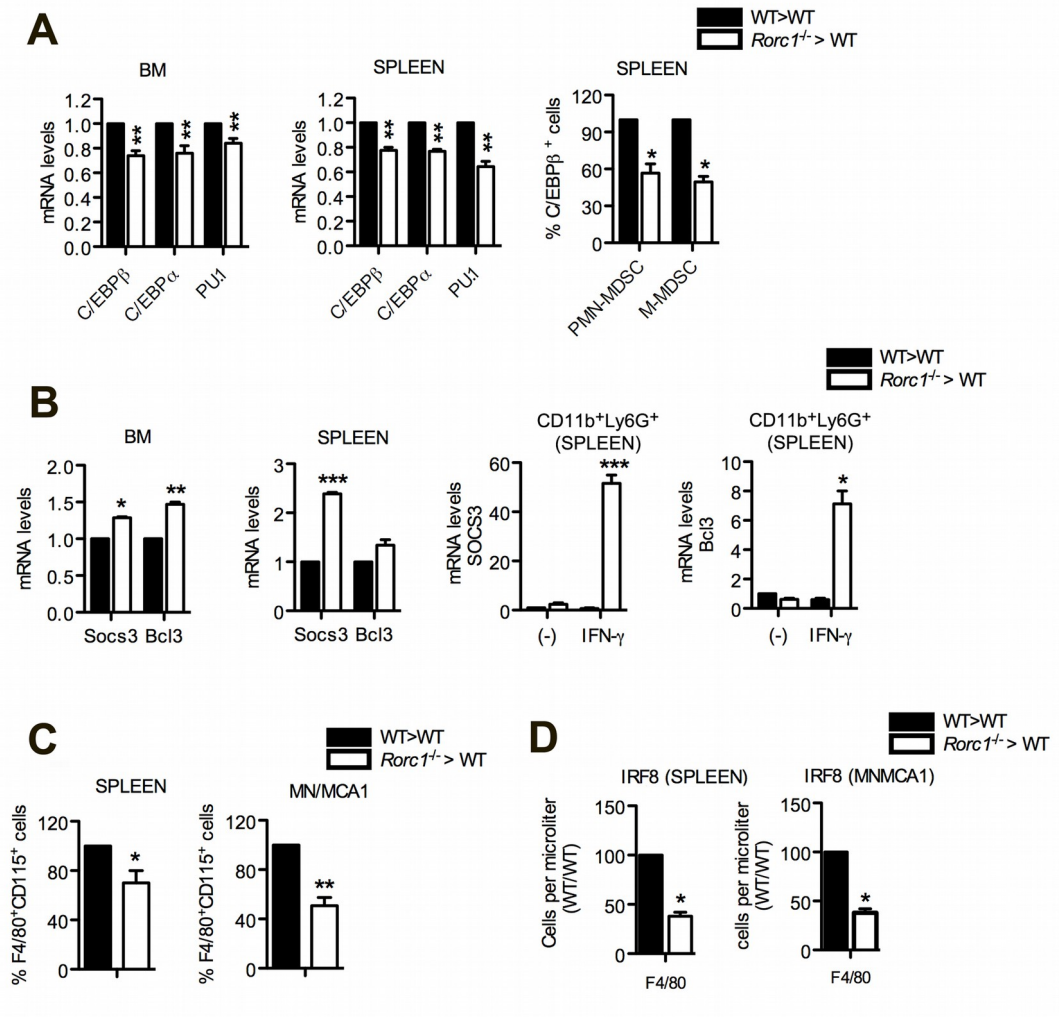 A
WT>WT
Rorc1-/-> WT
BM
SPLEEN
SPLEEN
mRNA levels
1.2
1.0
0.8
0.6
0.4
0.2
0.0
**
**
**
C/EBPβ
C/EBPα
PU.1
mRNA levels
1.2
1.0
0.8
0.6
0.4
0.2
0.0
**
**
**
C/EBPβ
C/EBPα
PU.1
% C/EBPβ + cells
120
90
60
30
0
*
*
PMN-MDSC
M-MDSC
B
WT>WT
Rorc1-/-> WT
BM
mRNA levels
2.0
1.5
1.0
0.5
0.0
*
**
Socs3 Bcl3
SPLEEN
mRNA levels
3
2
1
0
***
Socs3 Bcl3
CD11b+Ly6G+
(SPLEEN)
mRNA levels
SOCS3
60
40
20
0
***
(-) IFN-γ
CD11b+Ly6G+
(SPLEEN)
mRNA levels
Bcl3
10
8
6
4
2
0
*
(-) IFN-γ
C
WT>WT
Rorc1-/-> WT
SPLEEN
% F4/80+CD115+ cells
120
80
40
0
*
MN/MCA1
% F4/80+CD115+ cells
120
80
40
0
**
D
WT>WT
Rorc1-/-> WT
IRF8 (SPLEEN)
Cells per microliter
(WT/WT)
150
100
50
0
*
F4/80
IRF8 (MNMCA1)
cells per microliter
(WT/WT)
150
100
50
0
*
F4/80